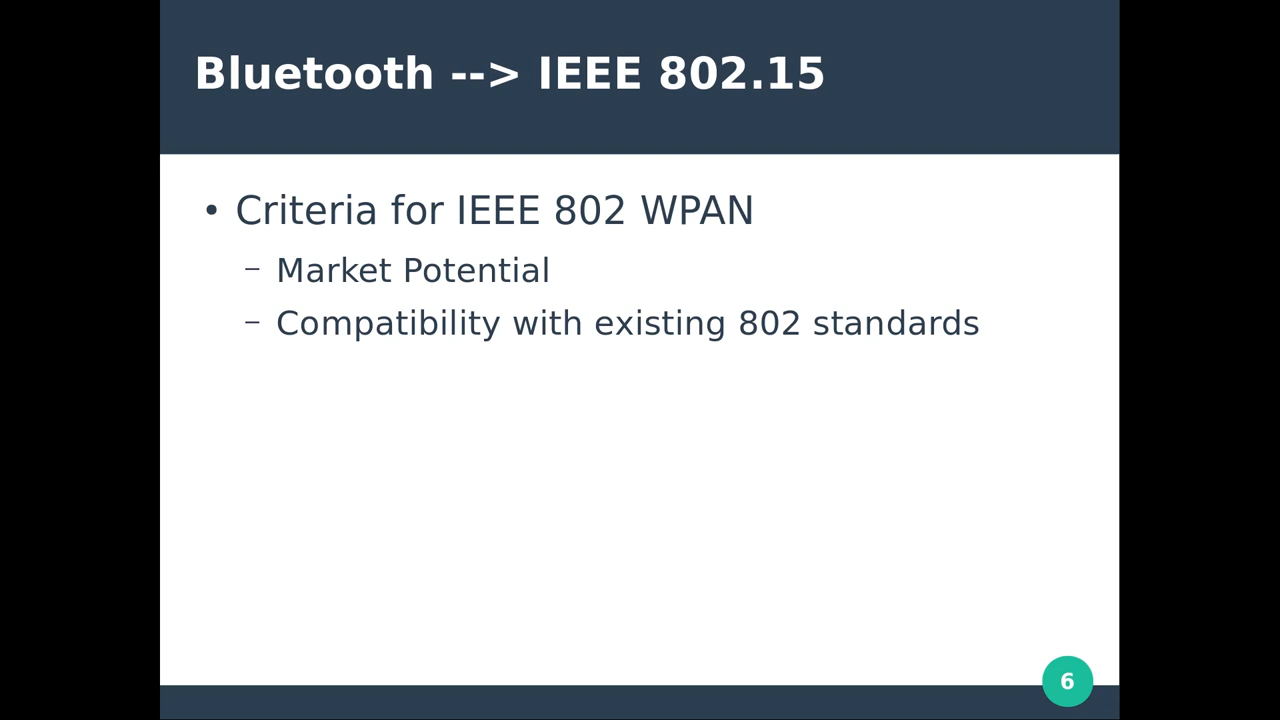 Bluetooth --> IEEE 802.15
• Criteria for IEEE 802 WPAN
– Market Potential
– Compatibility with existing 802 standards
6